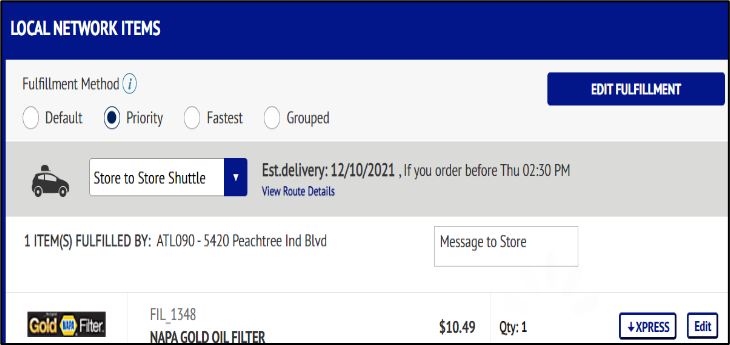 LOCAL NETWORK ITEMS
Fulfillment Method i
EDIT FULFILLMENT
Default Priority Fastest Grouped
Store to Store Shuttle ▼
Est.delivery: 12/10/2021 , If you order before Thu 02:30 PM
View Route Details
1 ITEM(S) FULFILLED BY: ATL090 - 5420 Peachtree Ind Blvd
Message to Store
Gold NAPA Filter.
FIL_1348
NAPA GOLD OIL FILTER
$10.49 Qty: 1 XPRESS Edit